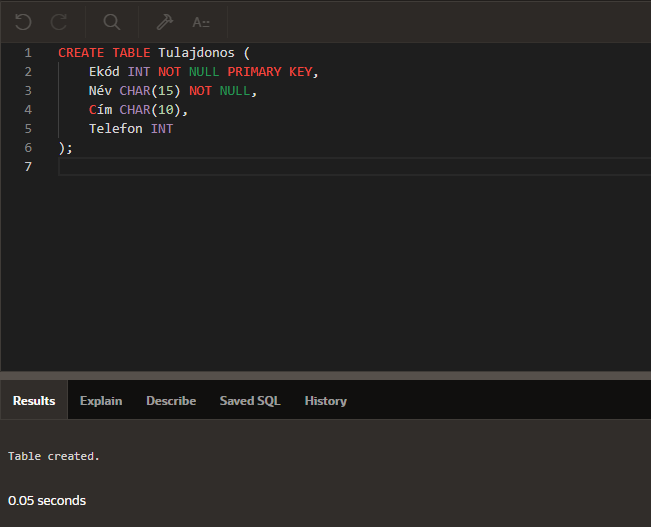 A
1 CREATE TABLE Tulajdonos (
2 Ekód INT NOT NULL PRIMARY KEY,
3 Név CHAR(15) NOT NULL,
4 Cím CHAR(10),
5 Telefon INT
6 );
7
Results Explain Describe Saved SQL History
Table created.
0.05 seconds